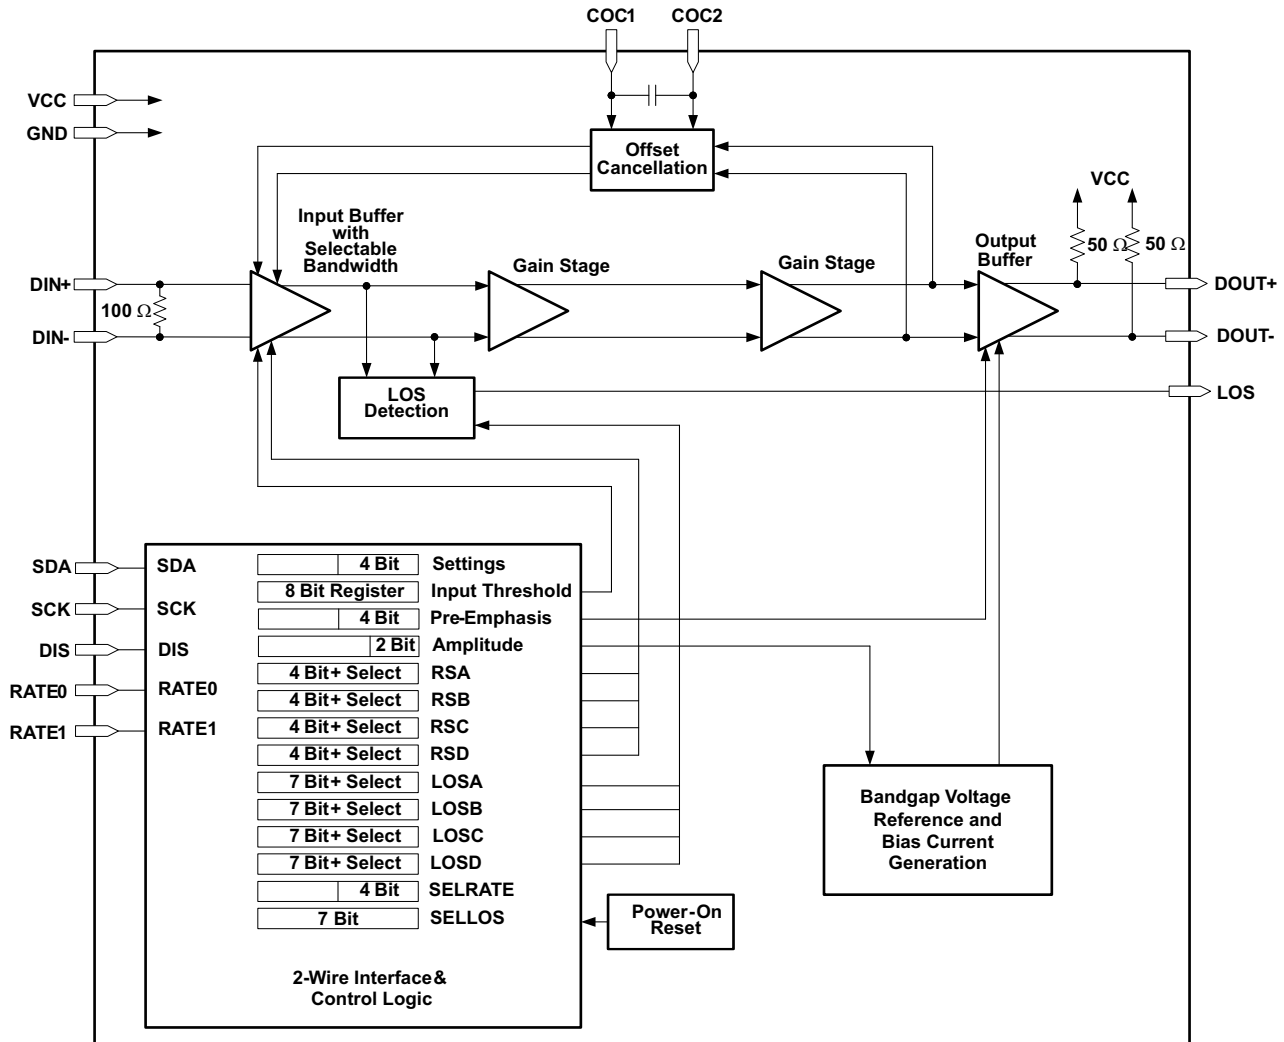 COC1 COC2
VCC
GND
Offset
Cancellation
VCC
Input Buffer
with
Selectable
Bandwidth
Gain Stage
Gain Stage
Output
Buffer
50 Ω
50 Ω
DIN+
100 Ω
DIN-
DOUT+
DOUT-
LOS
LOS
Detection
SDA
SCK
DIS
RATE0
RATE1
SDA
SCK
DIS
RATE0
RATE1
4 Bit Settings
8 Bit Register Input Threshold
4 Bit Pre-Emphasis
2 Bit Amplitude
4 Bit+ Select RSA
4 Bit+ Select RSB
4 Bit+ Select RSC
4 Bit+ Select RSD
7 Bit+ Select LOSA
7 Bit+ Select LOSB
7 Bit+ Select LOSC
7 Bit+ Select LOSD
4 Bit SELRATE
7 Bit SELLOS
2-Wire Interface&
Control Logic
Power-On
Reset
Bandgap Voltage
Reference and
Bias Current
Generation